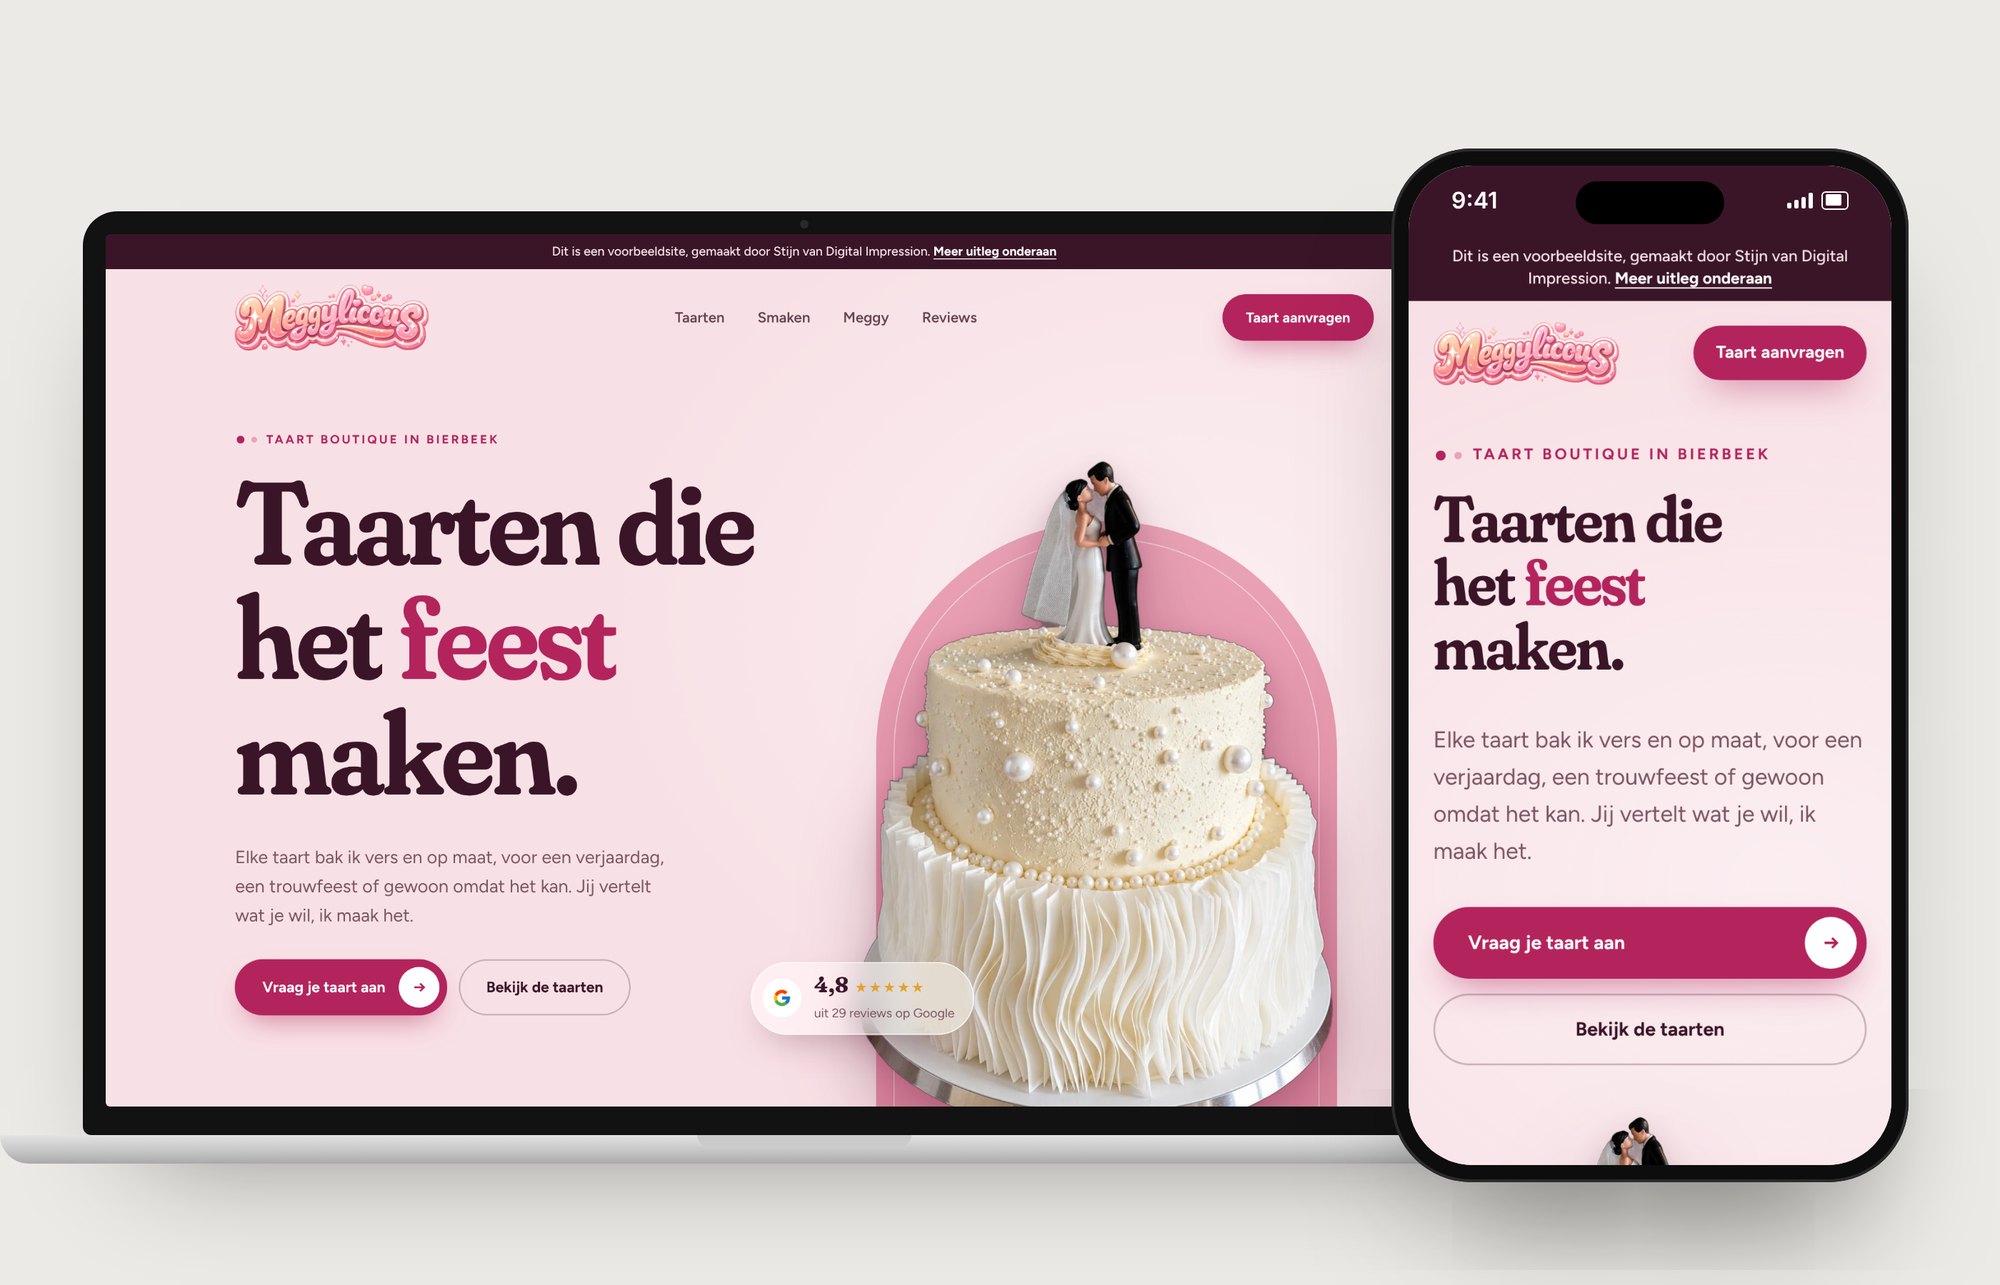 Dit is een voorbeeldsite, gemaakt door Stijn van Digital Impression. Meer uitleg onderaan
Meggylicous
Taarten
Smaken
Meggy
Reviews
Taart aanvragen
TAART BOUTIQUE IN BIERBEEK
Taarten die
het feest
maken.
Elke taart bak ik vers en op maat, voor een verjaardag,
een trouwfeest of gewoon omdat het kan. Jij vertelt
wat je wil, ik maak het.
Vraag je taart aan
Bekijk de taarten
4,8
uit 29 reviews op Google
9:41
Dit is een voorbeeldsite, gemaakt door Stijn van Digital
Impression. Meer uitleg onderaan
Meggylicous
Taart aanvragen
TAART BOUTIQUE IN BIERBEEK
Taarten die
het feest
maken.
Elke taart bak ik vers en op maat, voor een
verjaardag, een trouwfeest of gewoon
omdat het kan. Jij vertelt wat je wil, ik
maak het.
Vraag je taart aan
Bekijk de taarten